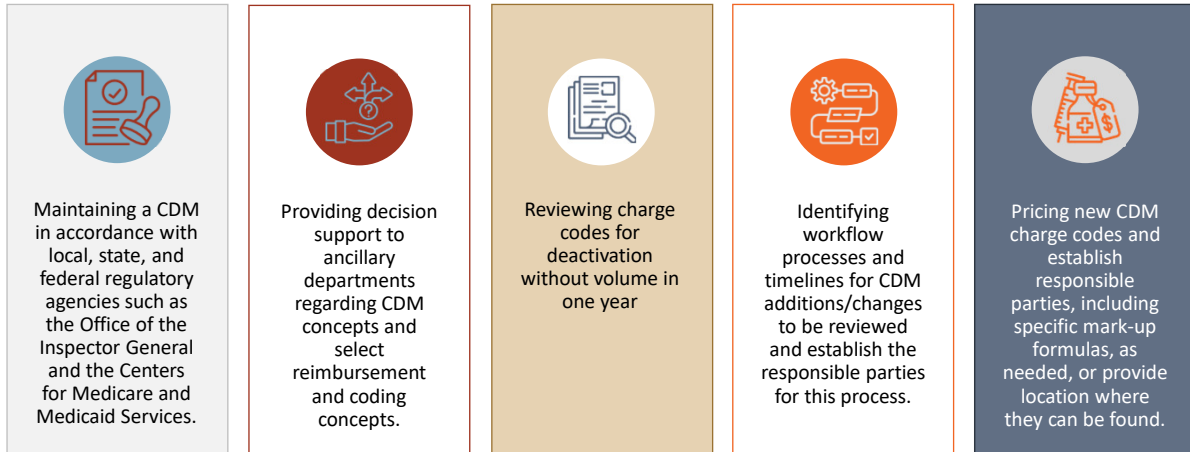 Maintaining a CDM
in accordance with
local, state, and
federal regulatory
agencies such as
the Office of the
Inspector General
and the Centers
for Medicare and
Medicaid Services.
Providing decision
support to
ancillary
departments
regarding CDM
concepts and
select
reimbursement
and coding
concepts.
Reviewing charge
codes for
deactivation
without volume in
one year
Identifying
workflow
processes and
timelines for CDM
additions/changes
to be reviewed
and establish the
responsible parties
for this process.
Pricing new CDM
charge codes and
establish
responsible
parties, including
specific mark-up
formulas, as
needed, or provide
location where
they can be found.